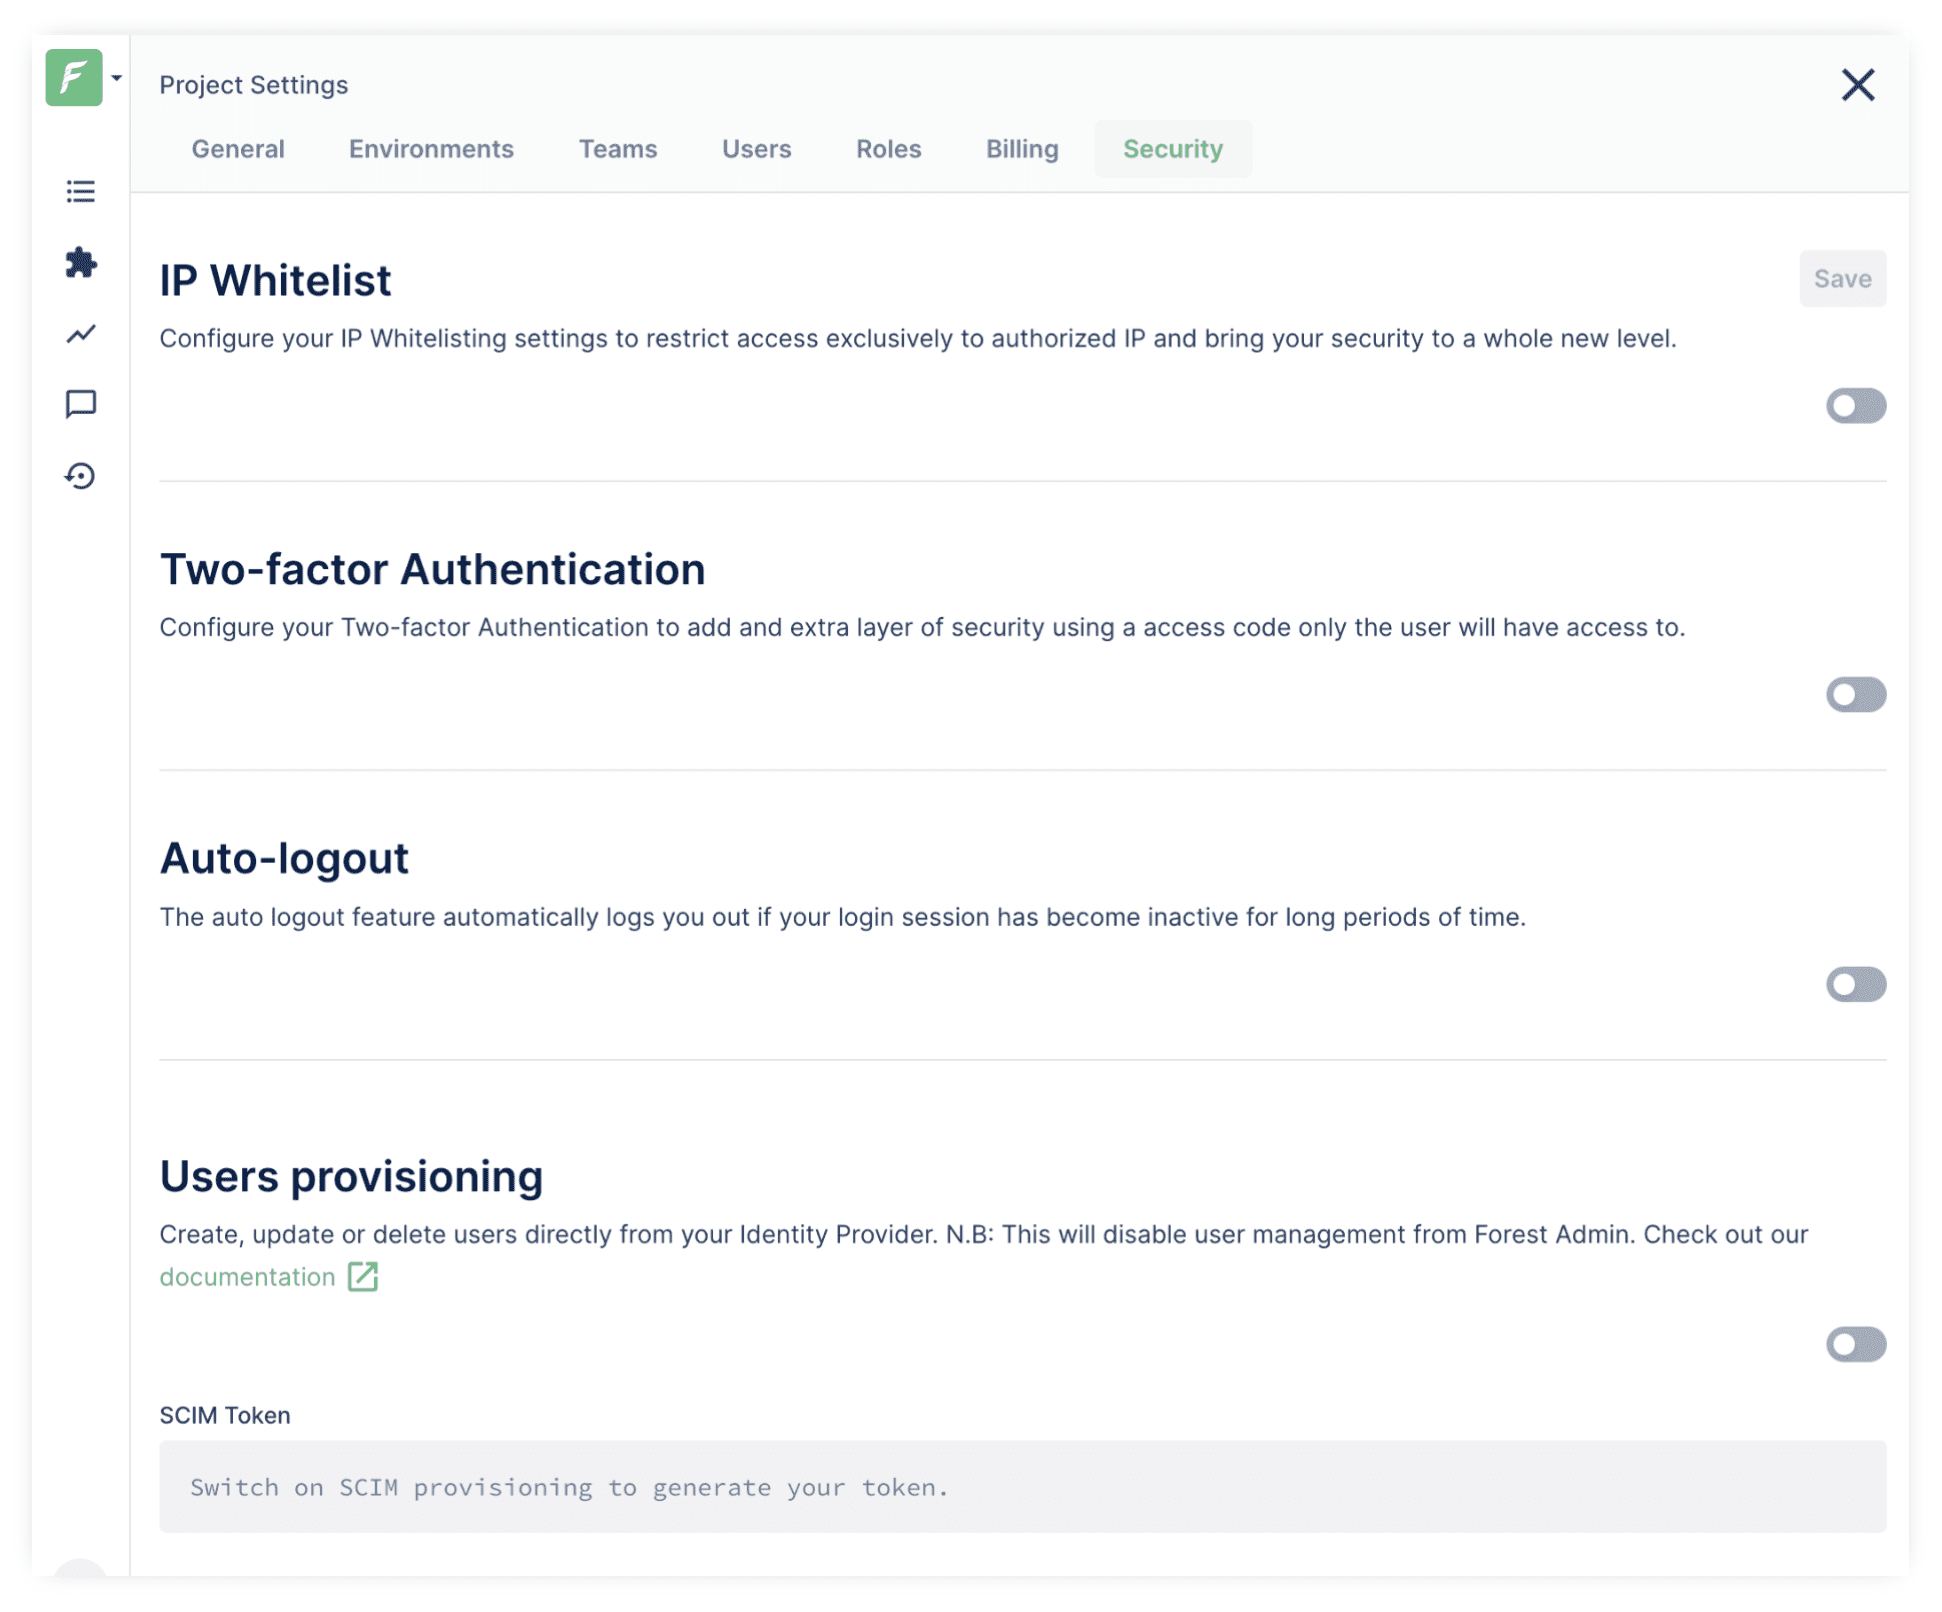 Project Settings
General Environments Teams Users Roles Billing Security
IP Whitelist
Save
Configure your IP Whitelisting settings to restrict access exclusively to authorized IP and bring your security to a whole new level.
Two-factor Authentication
Configure your Two-factor Authentication to add and extra layer of security using a access code only the user will have access to.
Auto-logout
The auto logout feature automatically logs you out if your login session has become inactive for long periods of time.
Users provisioning
Create, update or delete users directly from your Identity Provider. N.B: This will disable user management from Forest Admin. Check out our
documentation
SCIM Token
Switch on SCIM provisioning to generate your token.